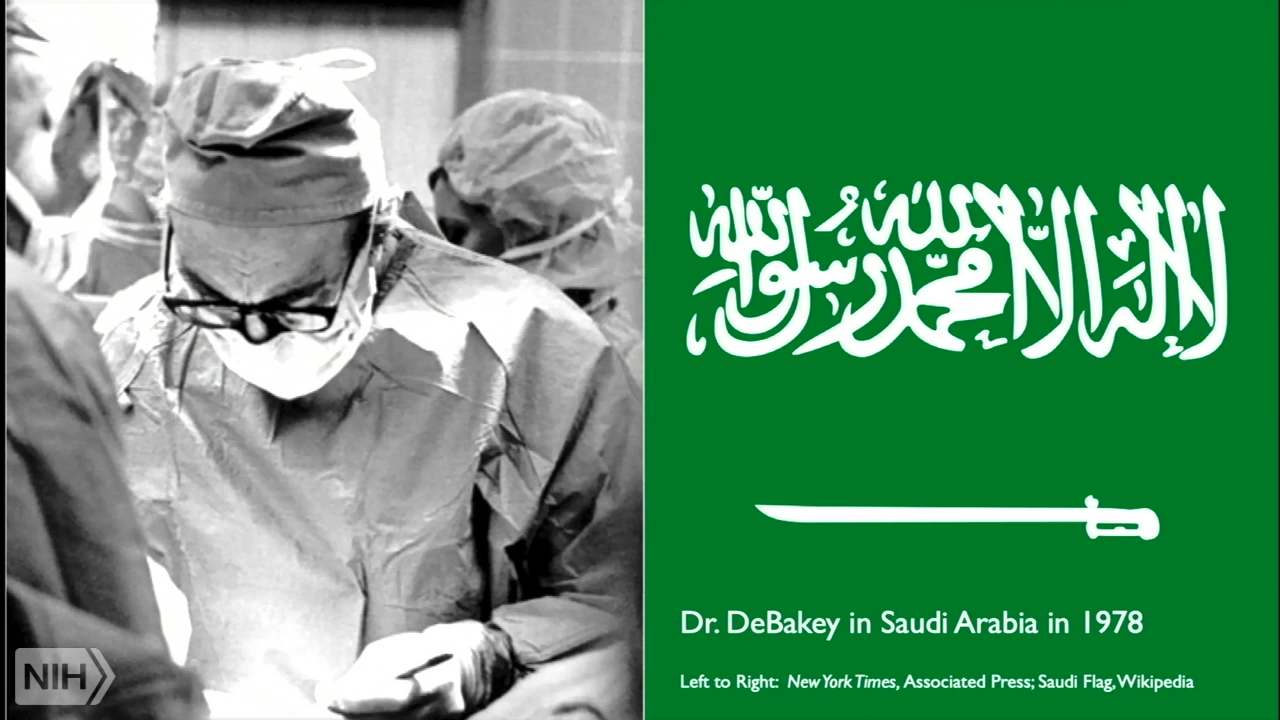 لا إله إلا الله محمد رسول الله
Dr. DeBakey in Saudi Arabia in 1978
Left to Right: New York Times, Associated Press; Saudi Flag, Wikipedia
NIH